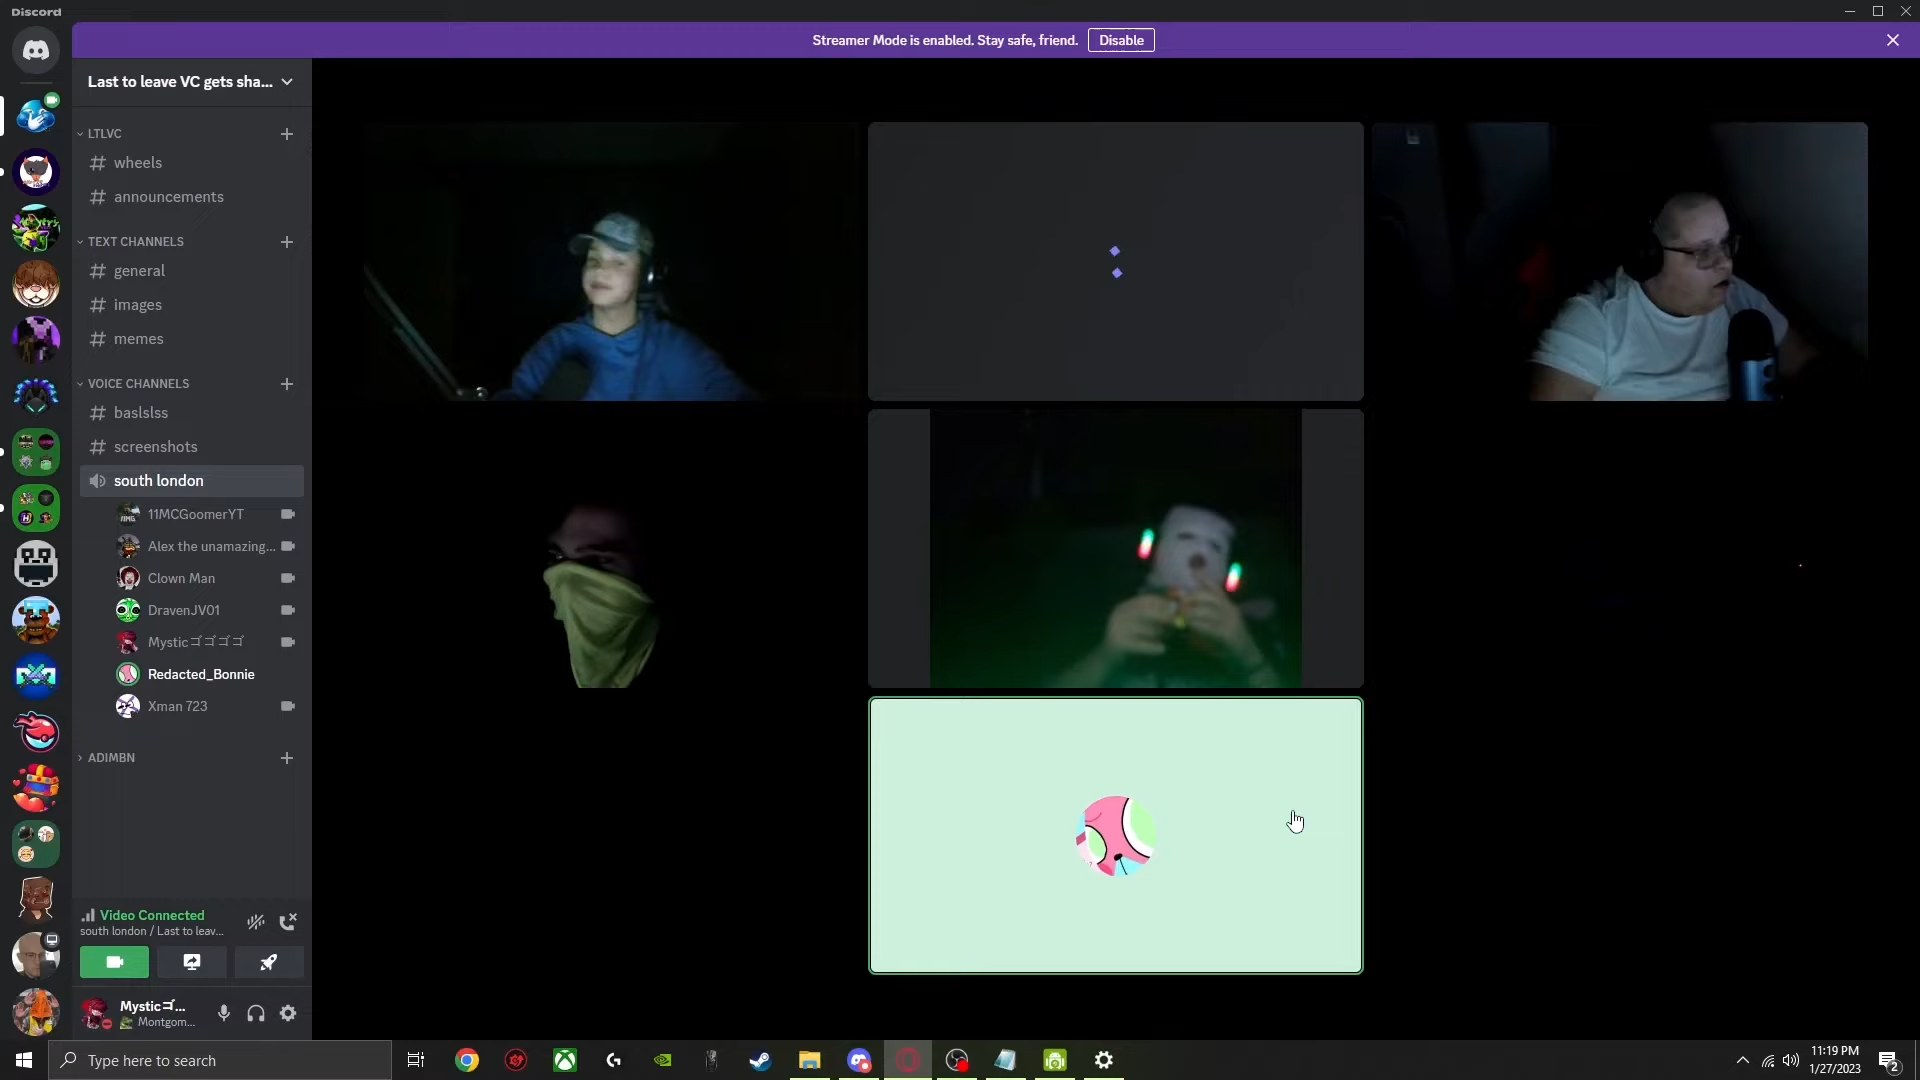 Discord
Streamer Mode is enabled. Stay safe, friend.
Disable
Last to leave VC gets sha...
LTLVC
wheels
announcements
TEXT CHANNELS
general
images
memes
VOICE CHANNELS
baslslss
screenshots
south london
11MCGoomerYT
Alex the unamazing...
Clown Man
DravenJV01
Mysticゴゴゴゴ
Redacted_Bonnie
Xman 723
ADIMBN
Video Connected
south london / Last to leav...
Mysticゴ...
Montgom...
Type here to search
11:19 PM
1/27/2023
2